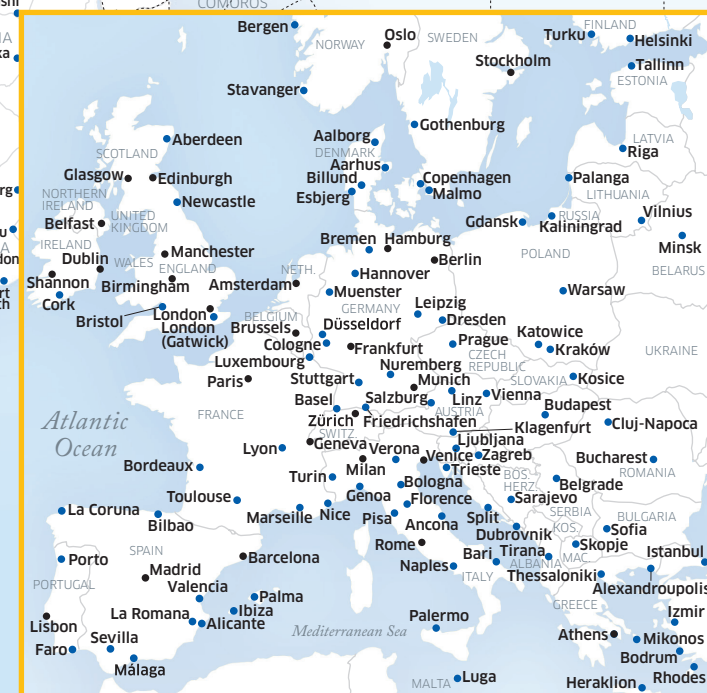 COMOROS
Bergen
Oslo
NORWAY
SWEDEN
Turku
FINLAND
Helsinki
Stockholm
Tallinn
ESTONIA
Stavanger
Gothenburg
Aberdeen
Aalborg
DENMARK
LATVIA
Riga
SCOTLAND
Aarhus
Glasgow
Edinburgh
Billund
Copenhagen
Palanga
Esbjerg
Malmo
LITHUANIA
NORTHERN
IRELAND
Newcastle
Vilnius
Belfast
UNITED
KINGDOM
Gdansk
RUSSIA
Kaliningrad
IRELAND
Bremen
Hamburg
Minsk
Dublin
WALES
Manchester
ENGLAND
Berlin
POLAND
BELARUS
Shannon
Birmingham
NETH.
Amsterdam
Hannover
Cork
Muenster
Warsaw
Bristol
London
London
(Gatwick)
BELGIUM
Brussels
GERMANY
Leipzig
Düsseldorf
Dresden
Cologne
Frankfurt
Prague
Katowice
CZECH
REPUBLIC
Kraków
UKRAINE
Luxembourg
Nuremberg
Paris
Stuttgart
Munich
SLOVAKIA
Kosice
Basel
Salzburg
Linz
Vienna
AUSTRIA
Budapest
Atlantic
Ocean
FRANCE
Zürich
Friedrichshafen
Klagenfurt
Cluj-Napoca
SWITZ.
Geneva
Ljubljana
Lyon
Milan
Verona
Venice
Zagreb
Bucharest
Bordeaux
Turin
Trieste
ROMANIA
BOS.
HERZ.
Bologna
Belgrade
Toulouse
Genoa
Florence
Sarajevo
La Coruna
Bilbao
Marseille
Nice
Pisa
Ancona
Split
SERBIA
BULGARIA
KOS.
Sofia
Dubrovnik
SPAIN
Rome
Skopje
Porto
Barcelona
Bari
Tirana
MAC.
Istanbul
Madrid
Naples
ITALY
ALBANIA
Thessaloniki
PORTUGAL
Valencia
Alexandroupolis
Palma
GREECE
Ibiza
Izmir
La Romana
Alicante
Palermo
Lisbon
Mediterranean Sea
Athens
Mikonos
Sevilla
Faro
Bodrum
Málaga
MALTA
Luga
Rhodes
Heraklion